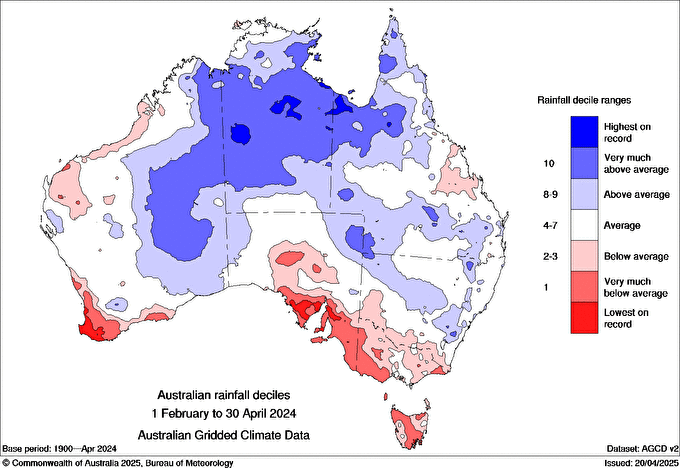 Rainfall decile ranges
Highest on
record
10
Very much
above average
8-9
Above average
4-7
Average
2-3
Below average
1
Very much
below average
Lowest on
record
Australian rainfall deciles
1 February to 30 April 2024
Australian Gridded Climate Data
Base period: 1900—Apr 2024
Dataset: AGCD v2
© Commonwealth of Australia 2025, Bureau of Meteorology
Issued: 20/04/2025